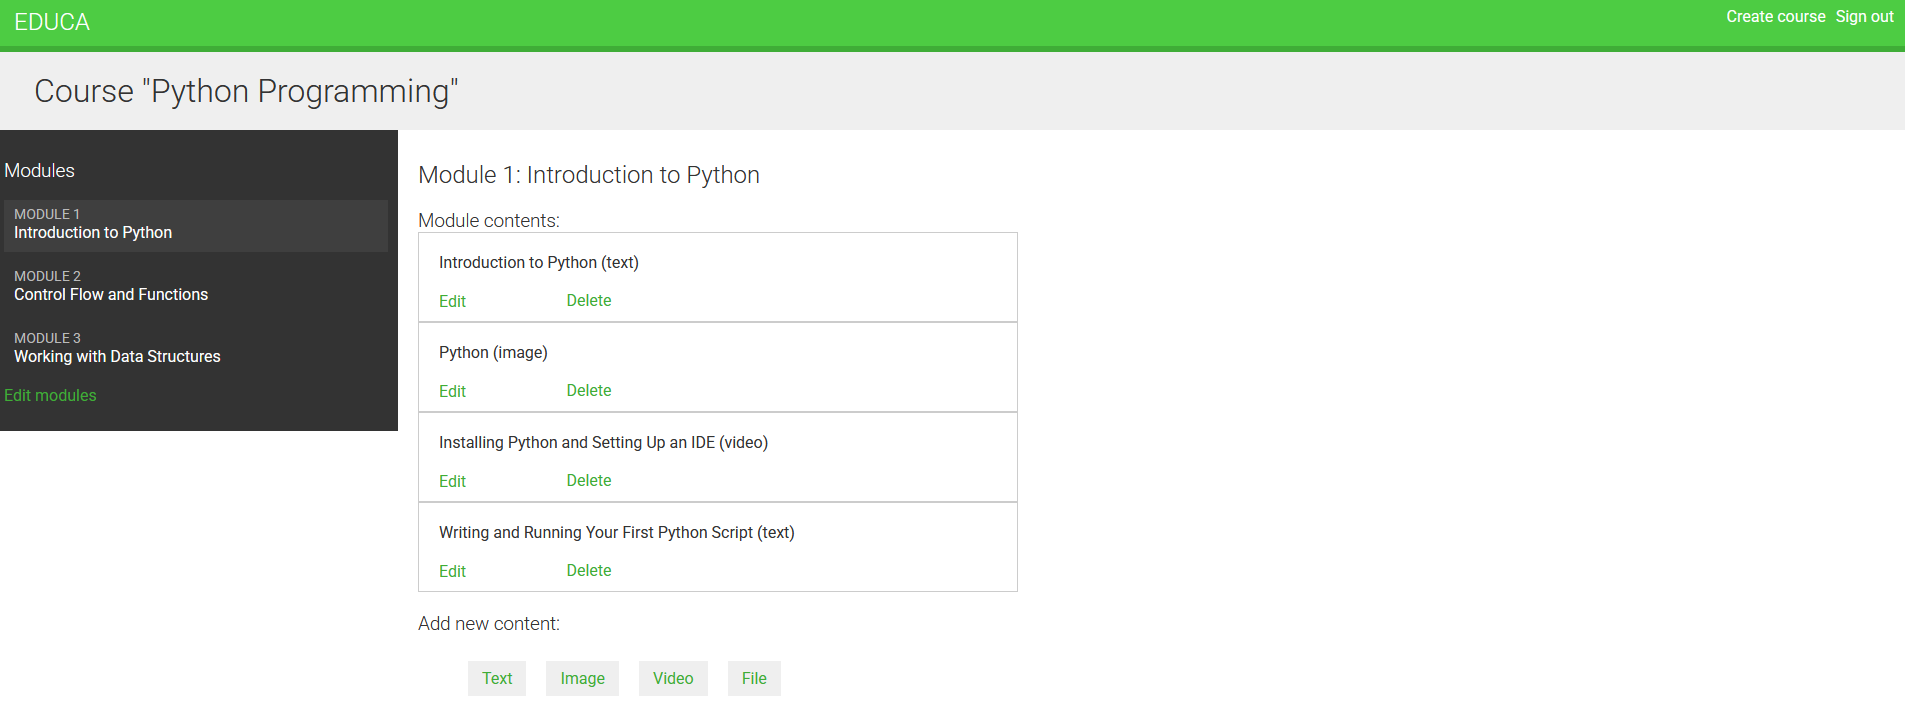 EDUCA
Create course Sign out
Course "Python Programming"
Modules
MODULE 1
Introduction to Python
MODULE 2
Control Flow and Functions
MODULE 3
Working with Data Structures
Edit modules
Module 1: Introduction to Python
Module contents:
Introduction to Python (text)
Edit Delete
Python (image)
Edit Delete
Installing Python and Setting Up an IDE (video)
Edit Delete
Writing and Running Your First Python Script (text)
Edit Delete
Add new content:
Text Image Video File